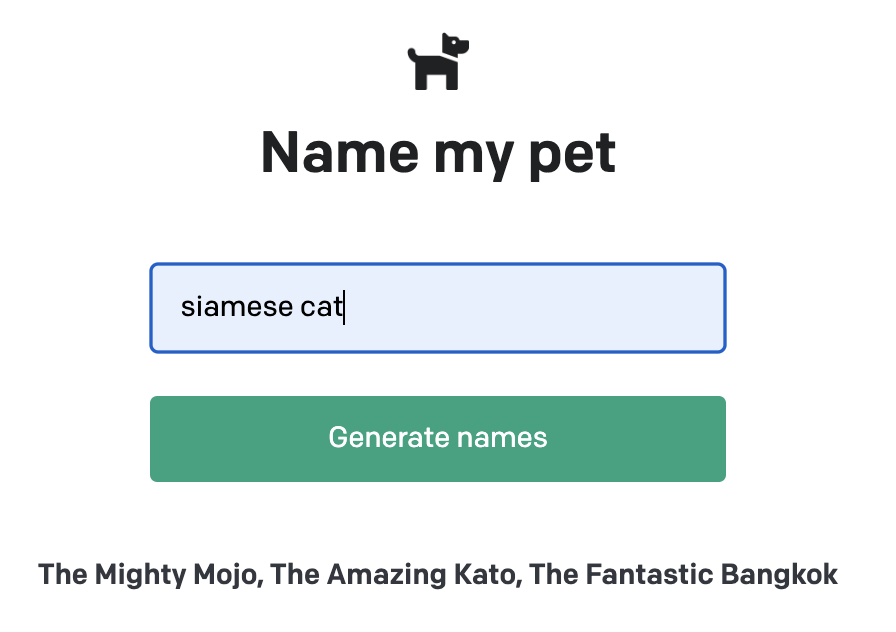 Name my pet
siamese cat
Generate names
The Mighty Mojo, The Amazing Kato, The Fantastic Bangkok